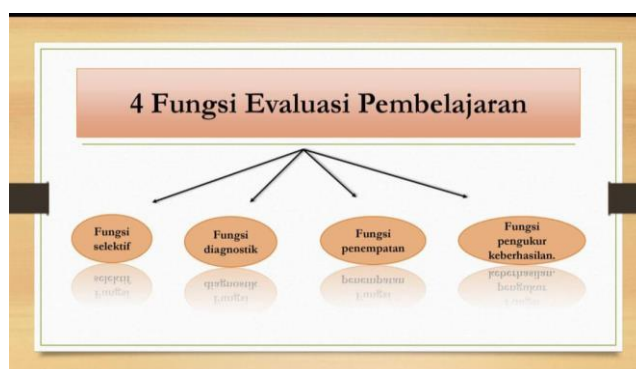 4 Fungsi Evaluasi Pembelajaran
Fungsi
selektif
Fungsi
diagnostik
Fungsi
penempatan
Fungsi
pengukur
keberhasilan.